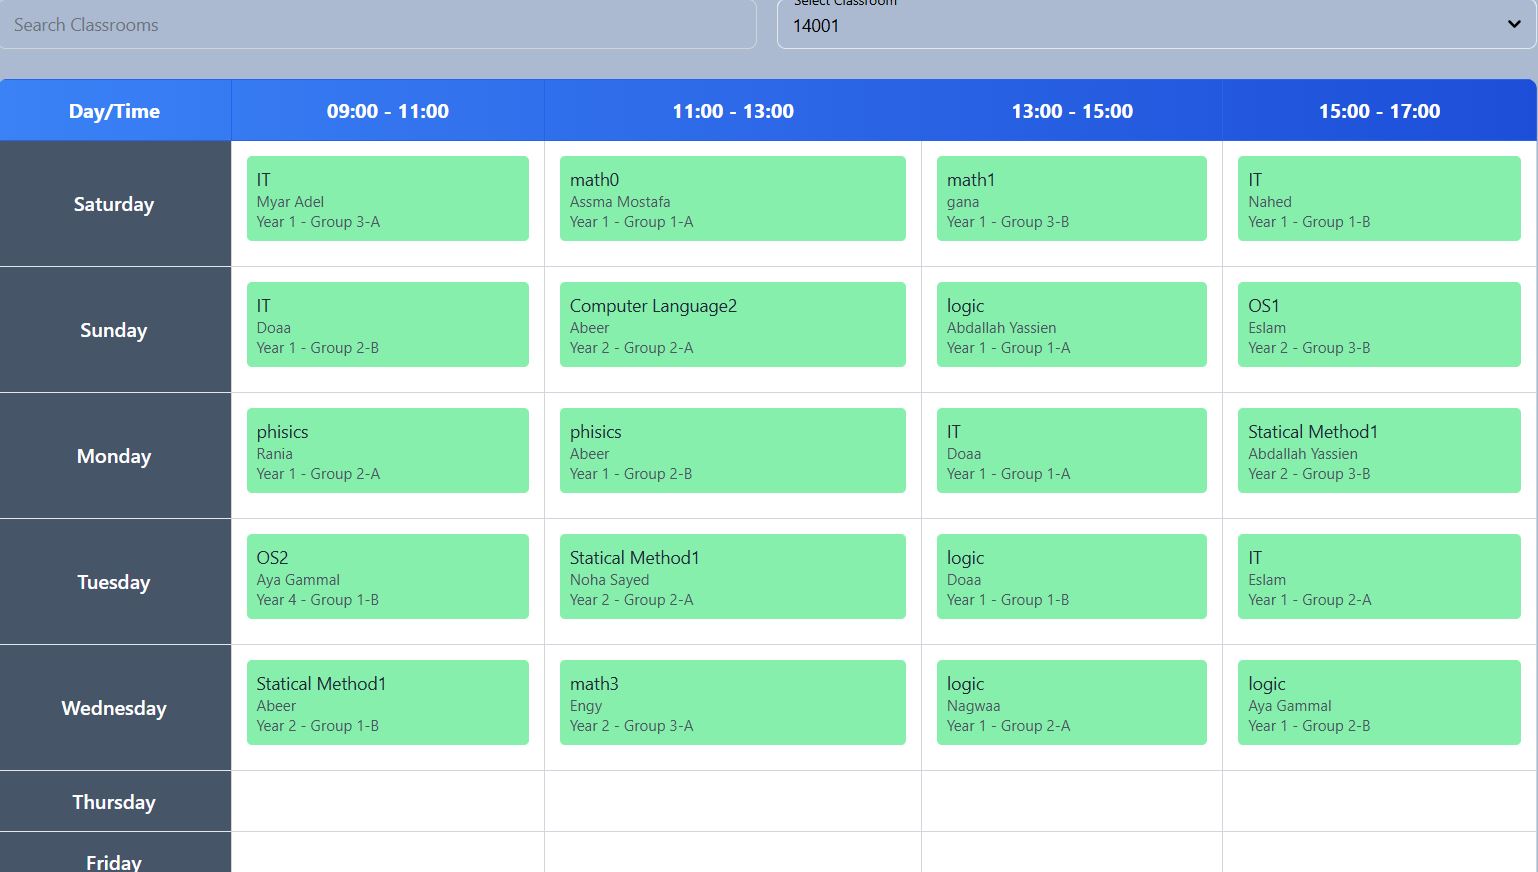 Search Classrooms
Select Classroom
14001
Day/Time 09:00 - 11:00 11:00 - 13:00 13:00 - 15:00 15:00 - 17:00
Saturday
IT
Myar Adel
Year 1 - Group 3-A
math0
Assma Mostafa
Year 1 - Group 1-A
math1
gana
Year 1 - Group 3-B
IT
Nahed
Year 1 - Group 1-B
Sunday
IT
Doaa
Year 1 - Group 2-B
Computer Language2
Abeer
Year 2 - Group 2-A
logic
Abdallah Yassien
Year 1 - Group 1-A
OS1
Eslam
Year 2 - Group 3-B
Monday
phisics
Rania
Year 1 - Group 2-A
phisics
Abeer
Year 1 - Group 2-B
IT
Doaa
Year 1 - Group 1-A
Statical Method1
Abdallah Yassien
Year 2 - Group 3-B
Tuesday
OS2
Aya Gammal
Year 4 - Group 1-B
Statical Method1
Noha Sayed
Year 2 - Group 2-A
logic
Doaa
Year 1 - Group 1-B
IT
Eslam
Year 1 - Group 2-A
Wednesday
Statical Method1
Abeer
Year 2 - Group 1-B
math3
Engy
Year 2 - Group 3-A
logic
Nagwaa
Year 1 - Group 2-A
logic
Aya Gammal
Year 1 - Group 2-B
Thursday
Friday